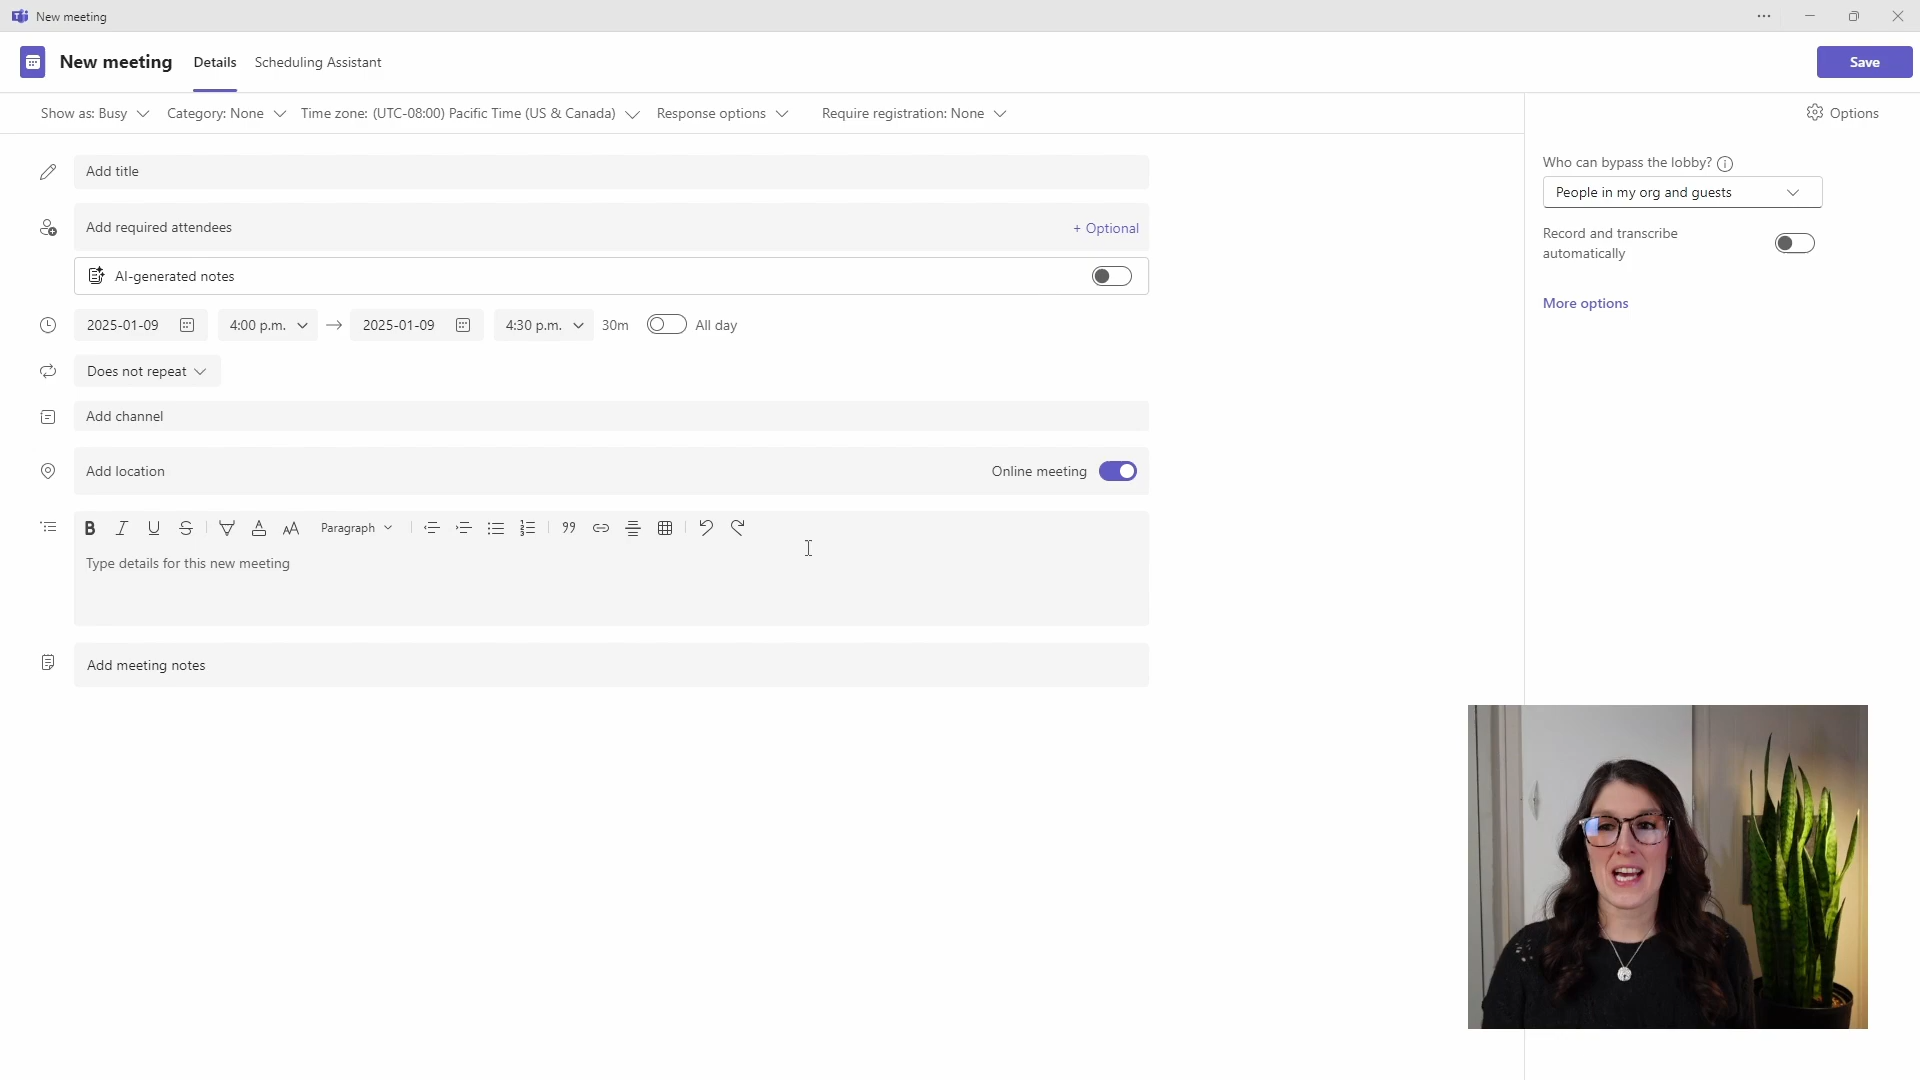 New meeting
New meeting Details Scheduling Assistant Save
Show as: Busy Category: None Time zone: (UTC-08:00) Pacific Time (US & Canada) Response options Require registration: None Options
Add title
Who can bypass the lobby?
People in my org and guests
Add required attendees + Optional
Record and transcribe
automatically
AI-generated notes
More options
2025-01-09 4:00 p.m. 2025-01-09 4:30 p.m. 30m All day
Does not repeat
Add channel
Add location Online meeting
B I U S A AA Paragraph
Type details for this new meeting
Add meeting notes